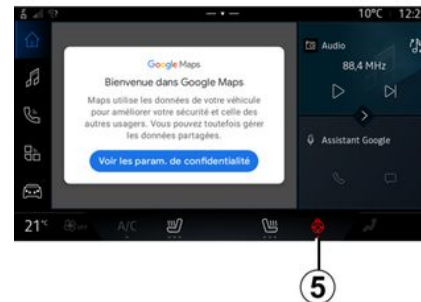 10°C 12:2
Audio
88,4 MHz
Google Maps
Bienvenue dans Google Maps
Maps utilise les données de votre véhicule
pour améliorer votre sécurité et celle des
autres usagers. Vous pouvez toutefois gérer
les données partagées.
Voir les param. de confidentialité
Assistant Google
21°C OFF A/C
5